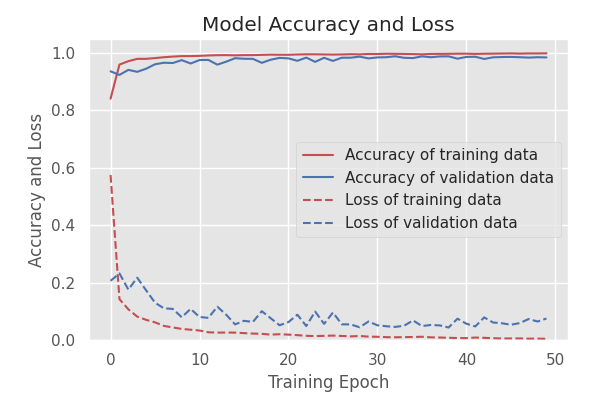 Model Accuracy and Loss
Accuracy and Loss
1.0
0.8
0.6
0.4
0.2
0.0
Accuracy of training data
Accuracy of validation data
Loss of training data
Loss of validation data
0 10 20 30 40 50
Training Epoch